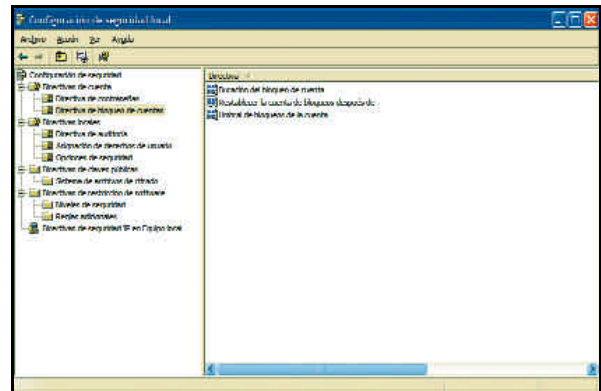 Configuración de seguridad local
Archivo Acción Ver Ayuda
Configuración de seguridad
Directivas de cuenta
Directiva de contraseñas
Directiva de bloqueo de cuentas
Directivas locales
Directiva de auditoría
Asignación de derechos de usuario
Opciones de seguridad
Directivas de claves públicas
Sistema de archivos de cifrado
Directivas de restricción de software
Niveles de seguridad
Reglas adicionales
Directivas de seguridad IP en Equipo local
Directiva
Duración del bloqueo de cuenta
Restablecer la cuenta de bloqueos después de
Umbral de bloqueos de la cuenta